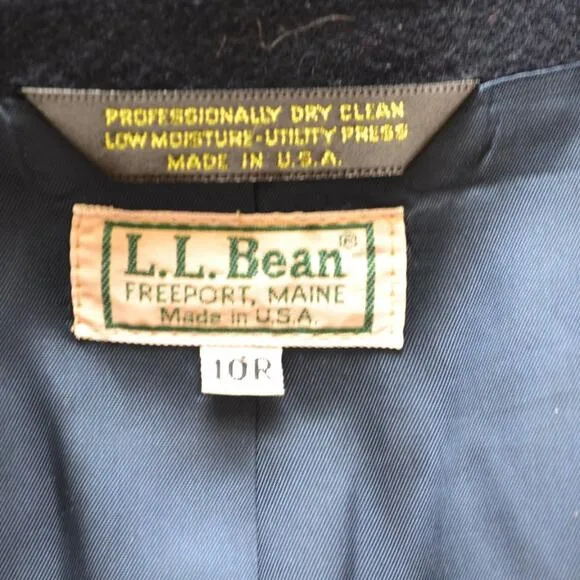 PROFESSIONALLY DRY CLEAN
LOW MOISTURE-UTILITY PRESS
MADE IN U.S.A.
L.L.Bean®
FREEPORT, MAINE
Made in U.S.A.
10R